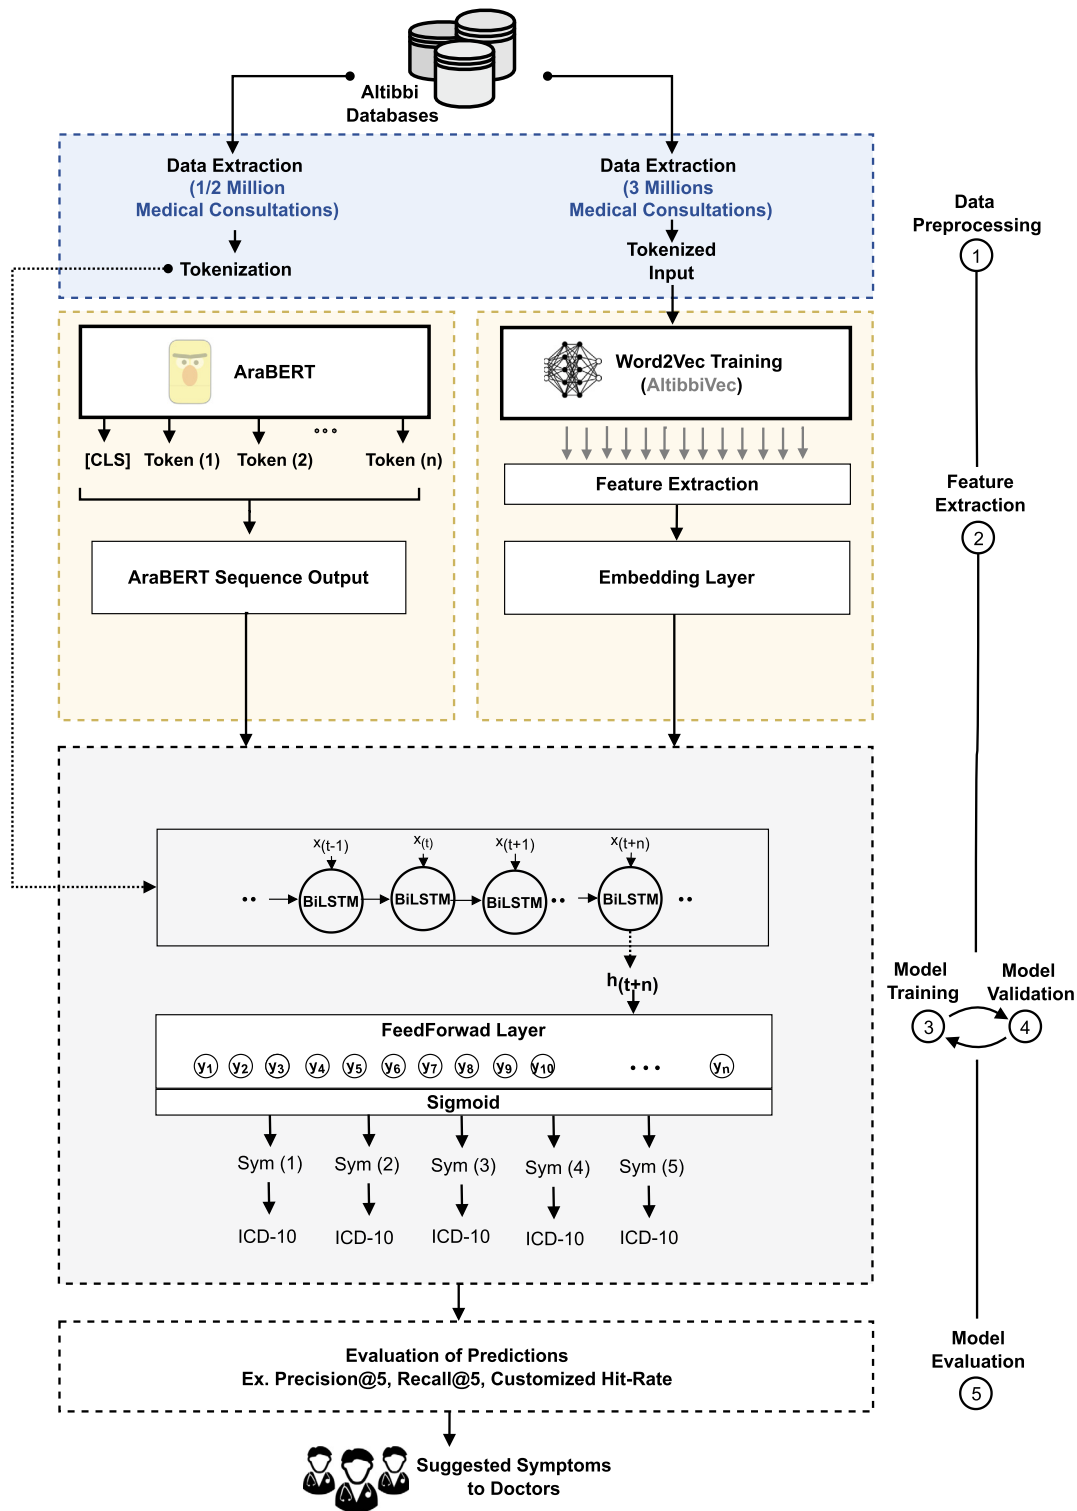 Altibbi
Databases
Data Extraction
(1/2 Million
Medical Consultations)
Tokenization
Data Extraction
(3 Millions
Medical Consultations)
Tokenized
Input
Data
Preprocessing
1
AraBERT
[CLS] Token (1) Token (2) °°° Token (n)
AraBERT Sequence Output
Word2Vec Training
(AltibbiVec)
Feature Extraction
Embedding Layer
Feature
Extraction
2
x(t-1) x(t) x(t+1) x(t+n)
•• BiLSTM BiLSTM BiLSTM •• BiLSTM ••
h(t+n)
Model
Training
3
Model
Validation
4
FeedForwad Layer
y1 y2 y3 y4 y5 y6 y7 y8 y9 y10 • • • yn
Sigmoid
Sym (1) Sym (2) Sym (3) Sym (4) Sym (5)
ICD-10 ICD-10 ICD-10 ICD-10 ICD-10
Evaluation of Predictions
Ex. Precision@5, Recall@5, Customized Hit-Rate
Model
Evaluation
5
Suggested Symptoms
to Doctors